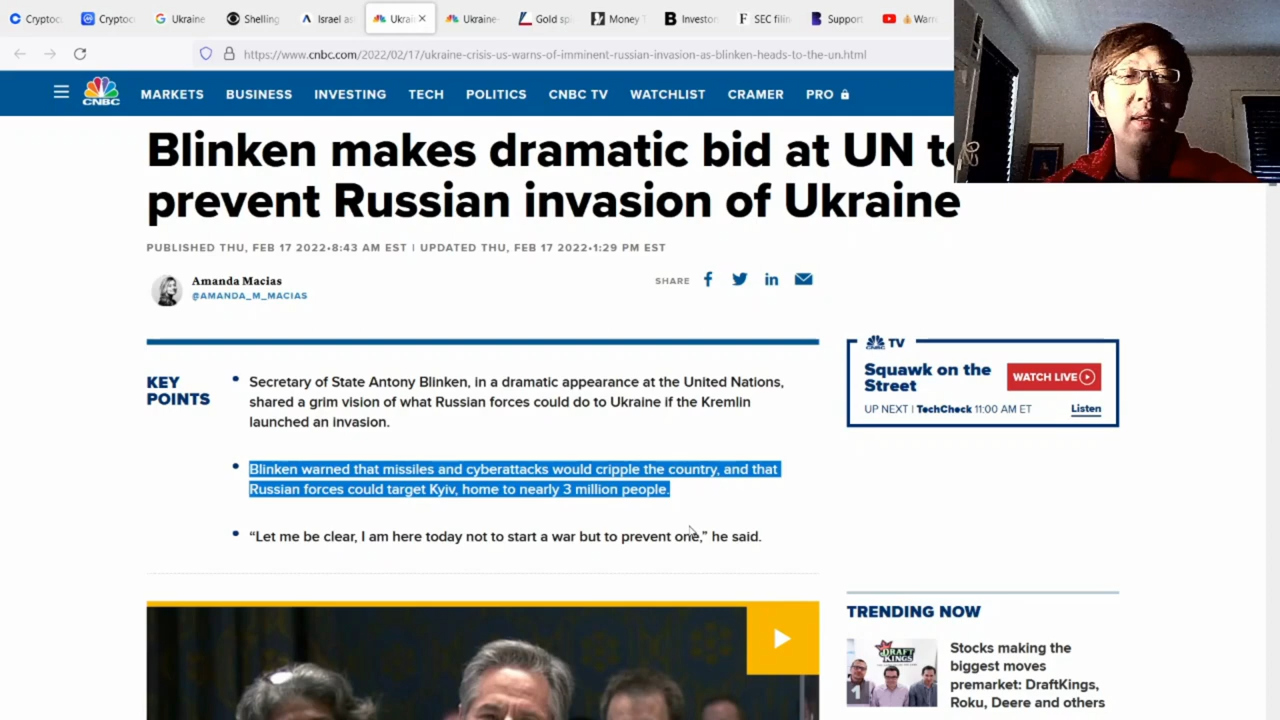 Cryptoc
Cryptoc
Ukraine
Shelling
Israel as
Ukrai
Ukraine-
Gold sp
Money T
Investor
SEC filin
Support
Warn
https://www.cnbc.com/2022/02/17/ukraine-crisis-us-warns-of-imminent-russian-invasion-as-blinken-heads-to-the-un.html
CNBC
MARKETS BUSINESS INVESTING TECH POLITICS CNBC TV WATCHLIST CRAMER PRO
Blinken makes dramatic bid at UN to
prevent Russian invasion of Ukraine
PUBLISHED THU, FEB 17 2022•8:43 AM EST | UPDATED THU, FEB 17 2022•1:29 PM EST
Amanda Macias
@AMANDA_M_MACIAS
SHARE
KEY
POINTS
Secretary of State Antony Blinken, in a dramatic appearance at the United Nations,
shared a grim vision of what Russian forces could do to Ukraine if the Kremlin
launched an invasion.
Blinken warned that missiles and cyberattacks would cripple the country, and that
Russian forces could target Kyiv, home to nearly 3 million people.
“Let me be clear, I am here today not to start a war but to prevent one,” he said.
CNBC TV
Squawk on the
Street
WATCH LIVE
UP NEXT | TechCheck 11:00 AM ET
Listen
TRENDING NOW
DRAFT
KINGS
1
Stocks making the
biggest moves
premarket: DraftKings,
Roku, Deere and others